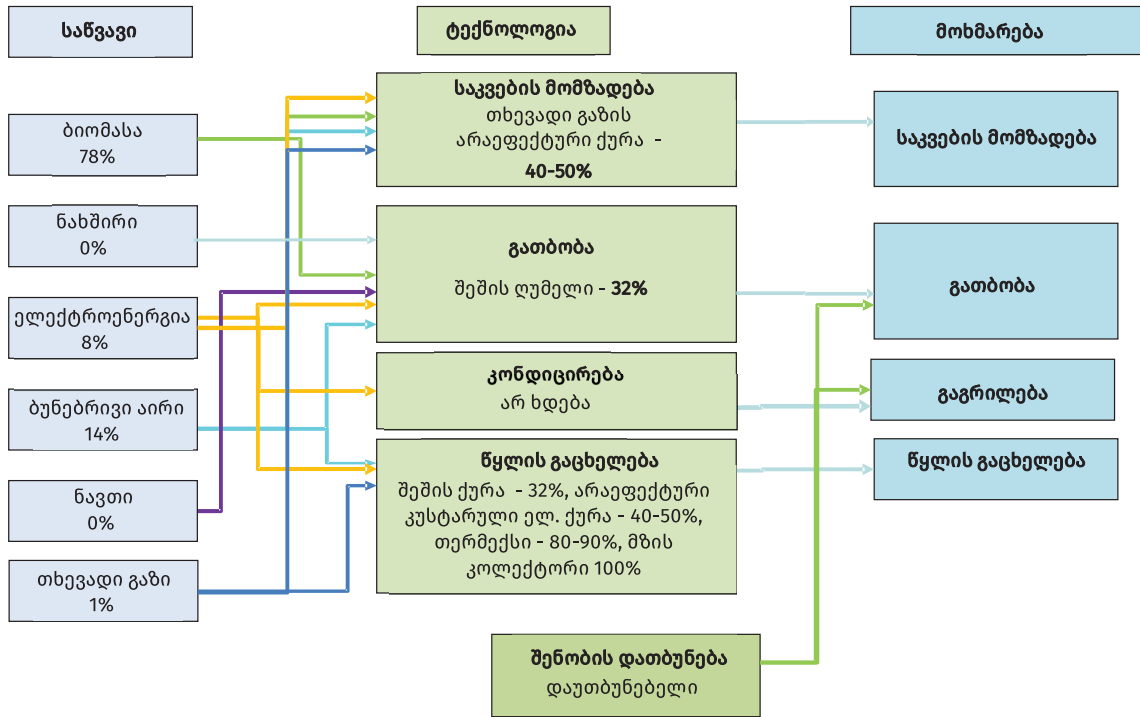 საწვავი
ტექნოლოგია
მოხმარება
ბიომასა
78%
ნახშირი
0%
ელექტროენერგია
8%
ბუნებრივი აირი
14%
ნავთი
0%
თხევადი გაზი
1%
საკვების მომზადება
თხევადი გაზის
არაეფექტური ქურა -
40-50%
გათბობა
შეშის ღუმელი - 32%
კონდიცირება
არ ხდება
წყლის გაცხელება
შეშის ქურა - 32%, არაეფექტური
კუსტარული ელ. ქურა - 40-50%,
თერმექსი - 80-90%, მზის
კოლექტორი 100%
შენობის დათბუნება
დაუთბუნებელი
საკვების მომზადება
გათბობა
გაგრილება
წყლის გაცხელება